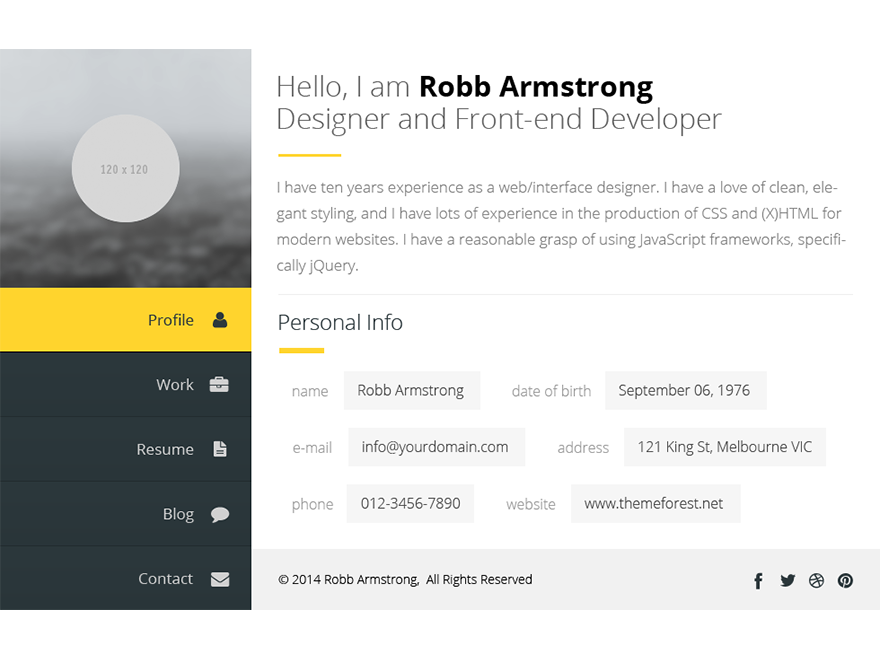 120 x 120
Profile
Work
Resume
Blog
Contact
Hello, I am Robb Armstrong
Designer and Front-end Developer
I have ten years experience as a web/interface designer. I have a love of clean, ele-
gant styling, and I have lots of experience in the production of CSS and (X)HTML for
modern websites. I have a reasonable grasp of using JavaScript frameworks, specifi-
cally jQuery.
Personal Info
name Robb Armstrong date of birth September 06, 1976
e-mail info@yourdomain.com address 121 King St, Melbourne VIC
phone 012-3456-7890 website www.themeforest.net
© 2014 Robb Armstrong, All Rights Reserved